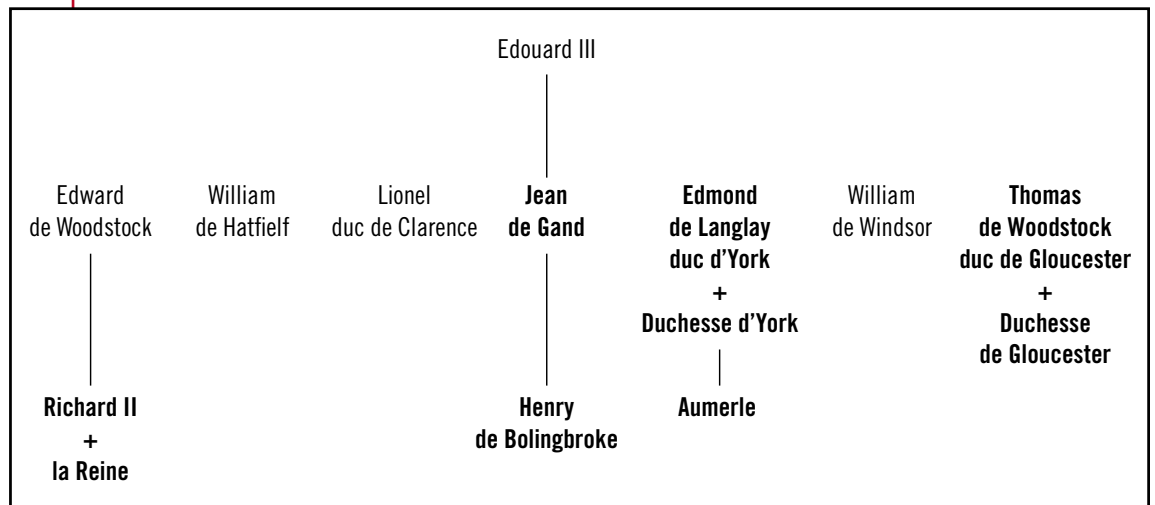 Edouard III
Edward
de Woodstock
William
de Hatfielf
Lionel
duc de Clarence
Jean
de Gand
Edmond
de Langlay
duc d’York
+
Duchesse d’York
William
de Windsor
Thomas
de Woodstock
duc de Gloucester
+
Duchesse
de Gloucester
Richard II
+
la Reine
Henry
de Bolingbroke
Aumerle